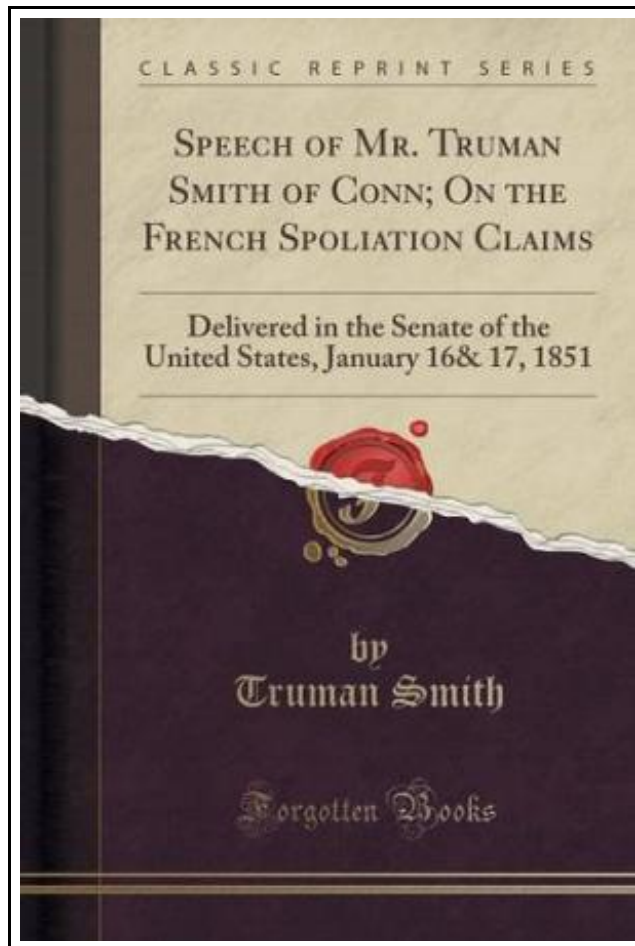 CLASSIC REPRINT SERIES
SPEECH OF MR. TRUMAN
SMITH OF CONN; ON THE
FRENCH SPOLIATION CLAIMS
Delivered in the Senate of the
United States, January 16& 17, 1851
F
by
Truman Smith
Forgotten Books